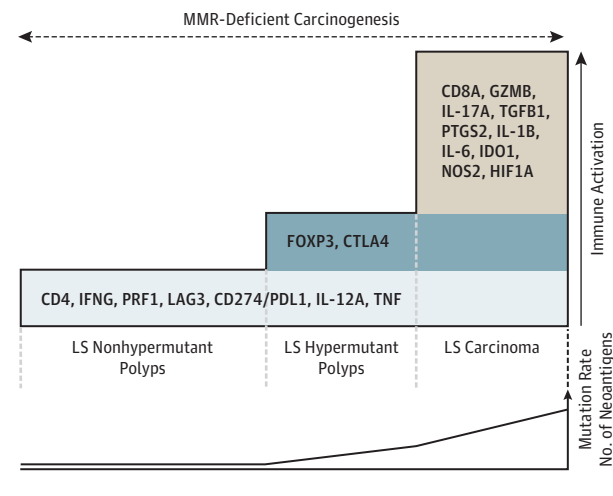 MMR-Deficient Carcinogenesis
CD8A, GZMB,
IL-17A, TGFB1,
PTGS2, IL-1B,
IL-6, IDO1,
NOS2, HIF1A
FOXP3, CTLA4
CD4, IFNG, PRF1, LAG3, CD274/PDL1, IL-12A, TNF
Immune Activation
LS Nonhypermutant
Polyps
LS Hypermutant
Polyps
LS Carcinoma
Mutation Rate
No. of Neoantigens